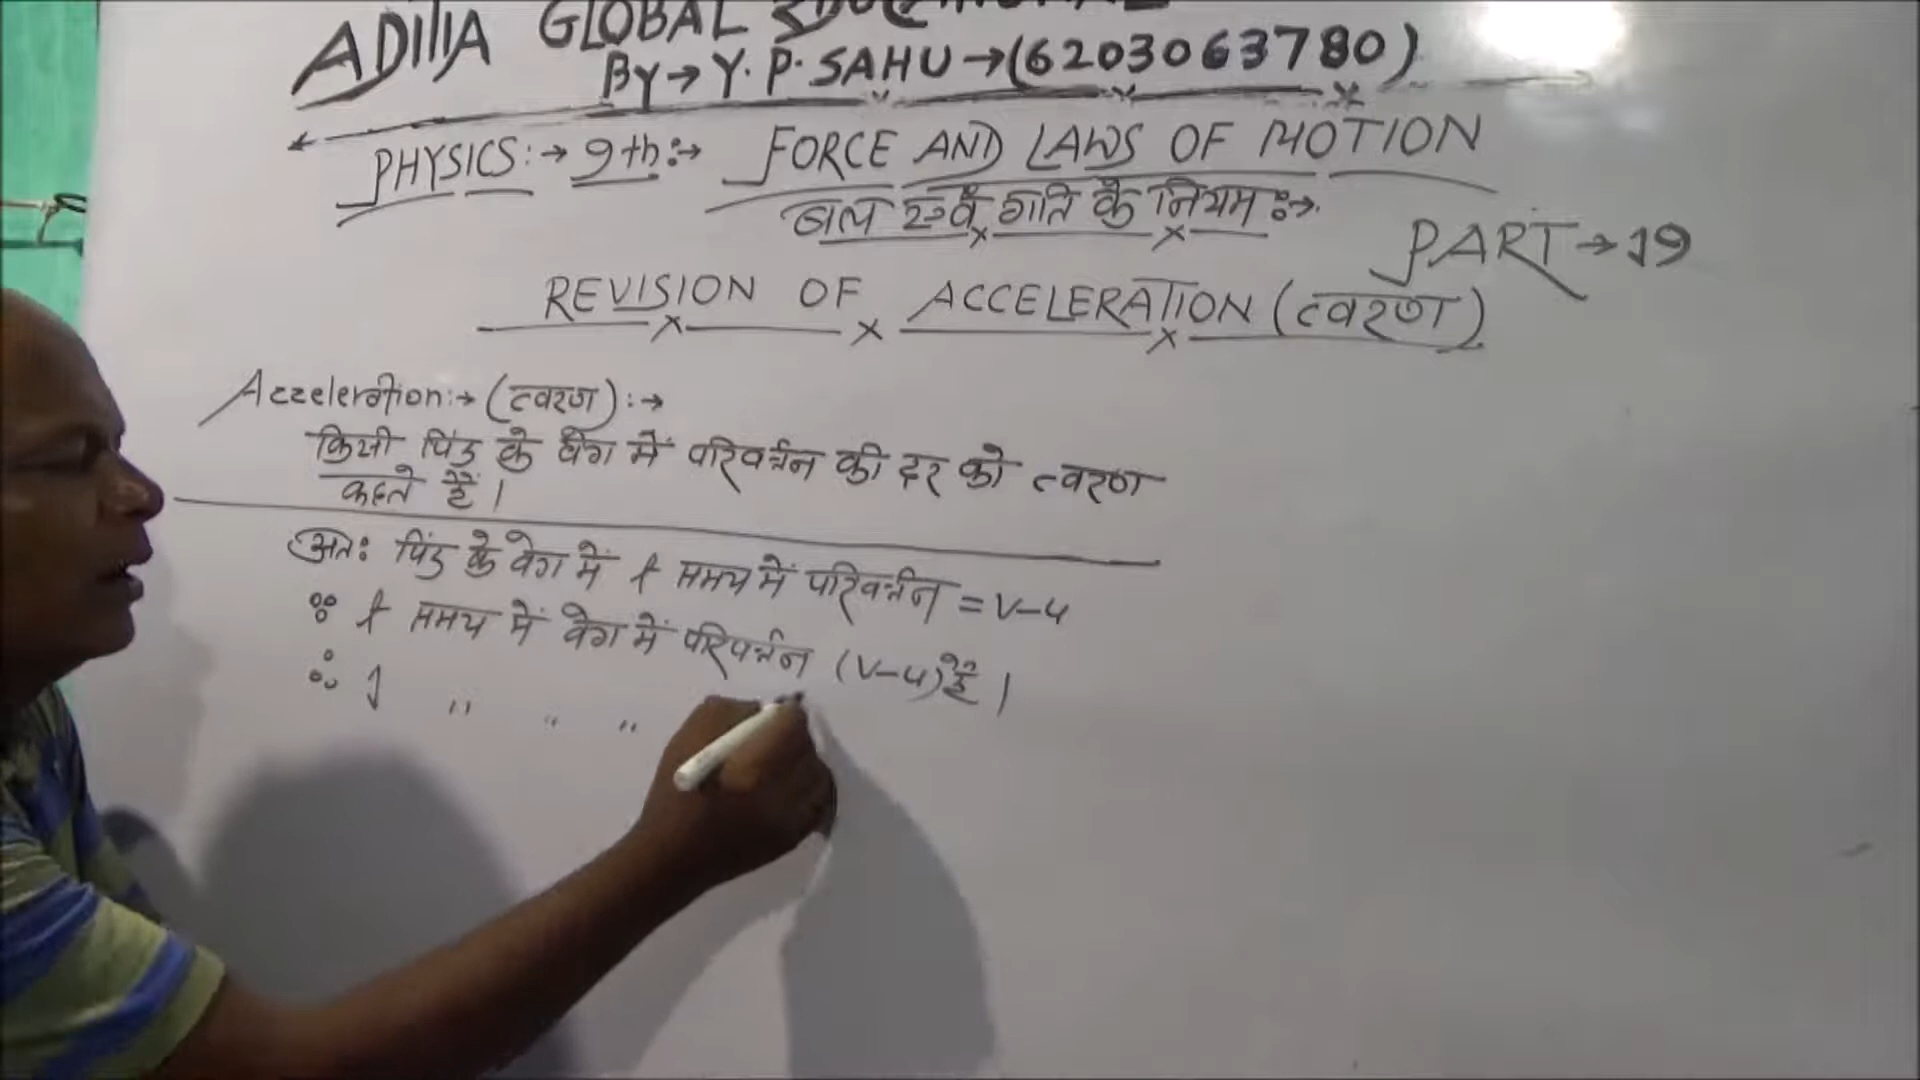 ADITYA GLOBAL EDUCATIONAL
BY→Y.P.SAHU→(6203063780)
PHYSICS:→ 9th:→ FORCE AND LAWS OF MOTION
बल एवं गति के नियम:→
PART→19
REVISION OF ACCELERATION (त्वरण)
Acceleration:→ (त्वरण):→
किसी पिंड के वेग में परिवर्त्तन की दर को त्वरण
कहते हैं।
अतः पिंड के वेग में t समय में परिवर्त्तन = v-u
∵ t समय में वेग में परिवर्त्तन (v-u) है।
∴ 1 " " "